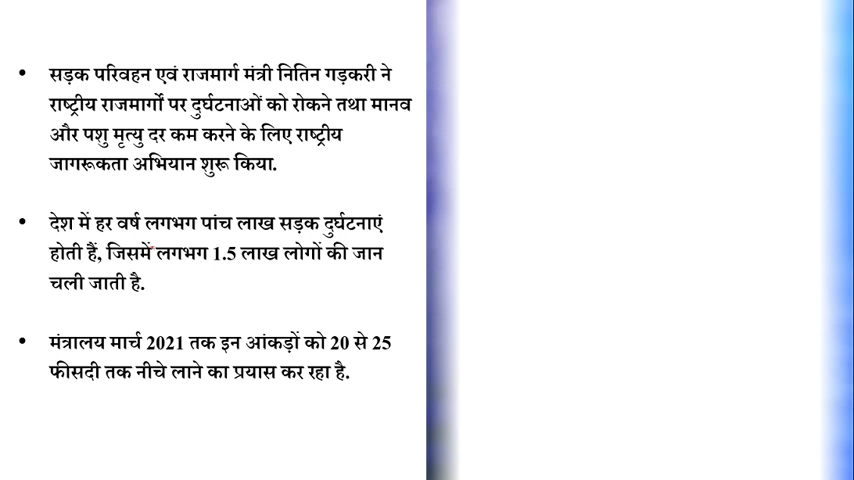 • सड़क परिवहन एवं राजमार्ग मंत्री नितिन गड़करी ने
राष्ट्रीय राजमार्गों पर दुर्घटनाओं को रोकने तथा मानव
और पशु मृत्यु दर कम करने के लिए राष्ट्रीय
जागरूकता अभियान शुरू किया.
• देश में हर वर्ष लगभग पांच लाख सड़क दुर्घटनाएं
होती हैं, जिसमें लगभग 1.5 लाख लोगों की जान
चली जाती है.
• मंत्रालय मार्च 2021 तक इन आंकड़ों को 20 से 25
फीसदी तक नीचे लाने का प्रयास कर रहा है.